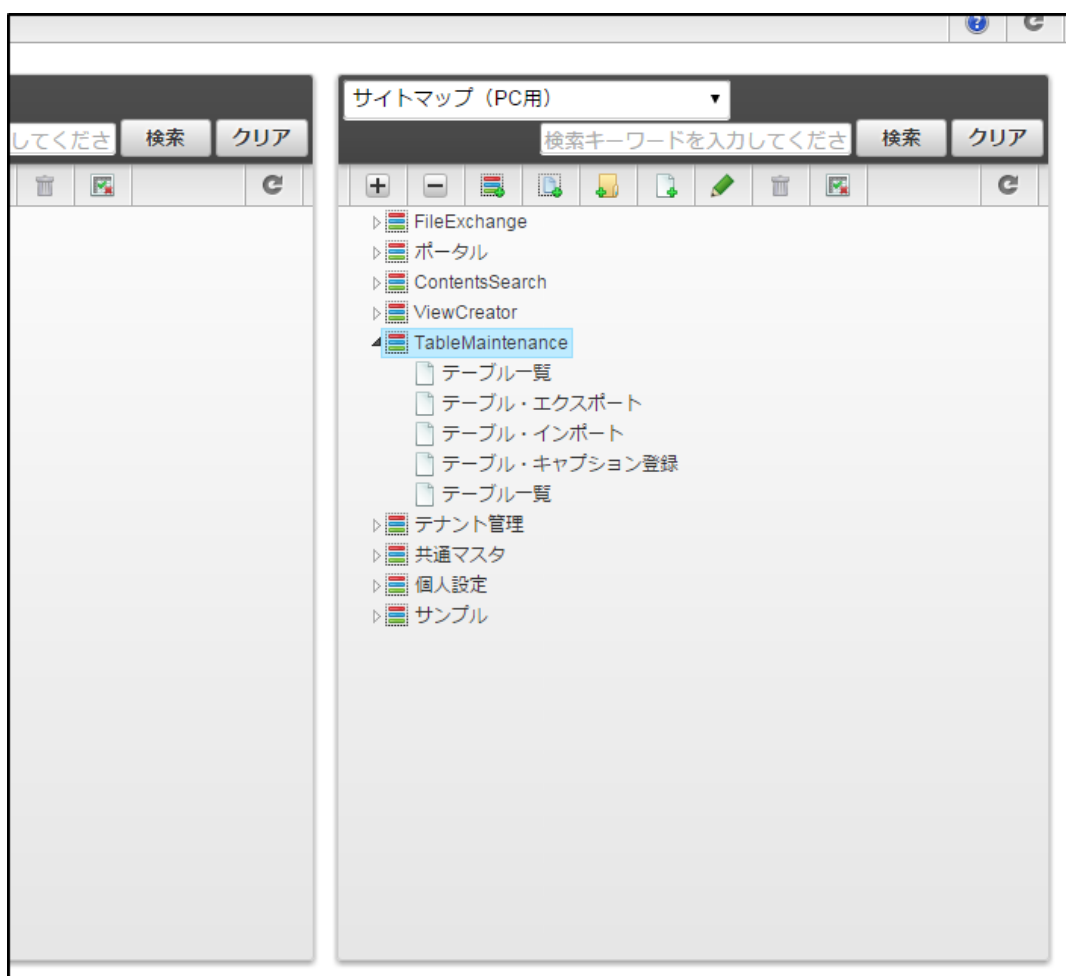 サイトマップ（PC用）
してくださ 検索 クリア
検索キーワードを入力してくださ 検索 クリア
FileExchange
ポータル
ContentsSearch
ViewCreator
TableMaintenance
テーブル一覧
テーブル・エクスポート
テーブル・インポート
テーブル・キャプション登録
テーブル一覧
テナント管理
共通マスタ
個人設定
サンプル